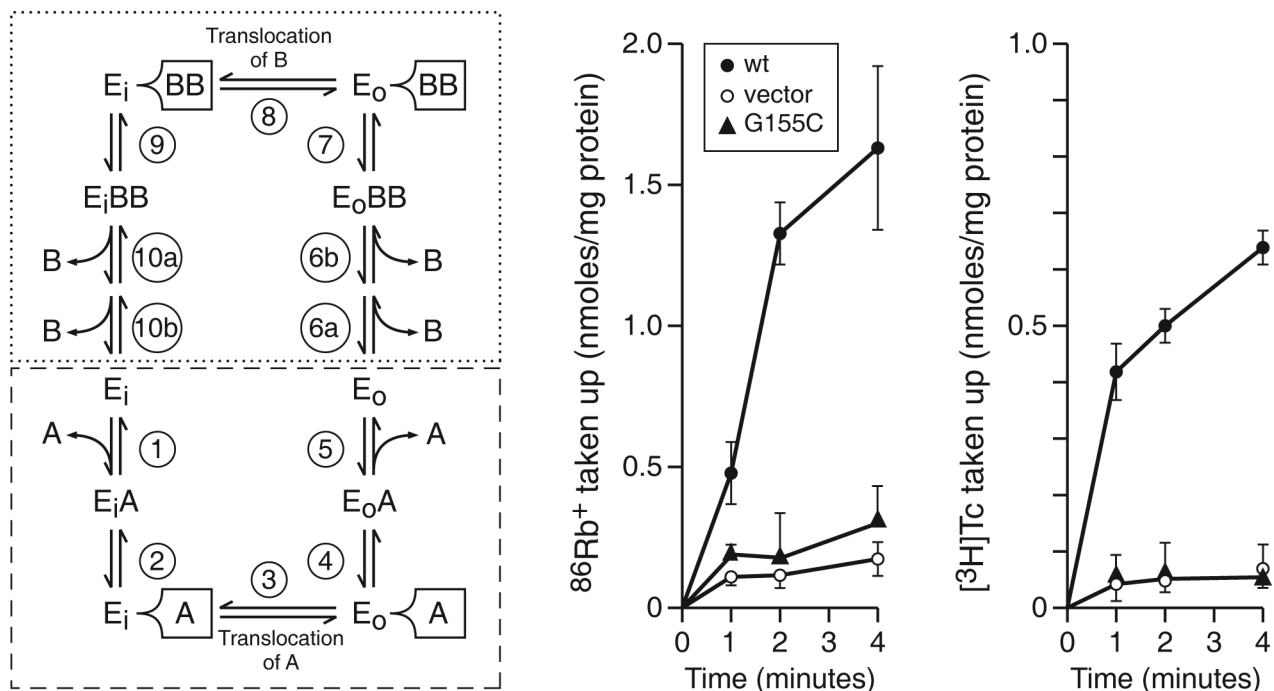 Translocation
of B
Ei BB
Eo BB
8
9
7
EiBB
EoBB
B
10a
6b
B
B
10b
6a
B
Ei
Eo
A
1
5
A
EiA
EoA
2
3
4
Ei A
Eo A
Translocation
of A
⁸⁶Rb⁺ taken up (nmoles/mg protein)
2.0
1.5
1.0
0.5
0
wt
vector
G155C
0 1 2 3 4
Time (minutes)
[³H]Tc taken up (nmoles/mg protein)
1.0
0.5
0
0 1 2 3 4
Time (minutes)